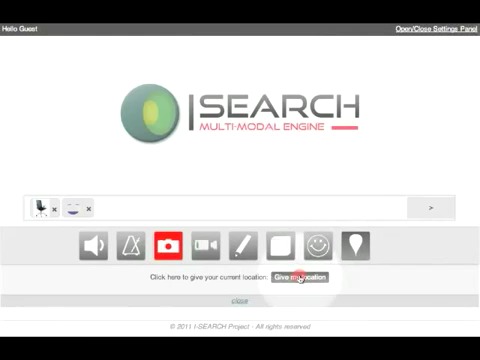 Hello Guest
Open/Close Settings Panel
ISEARCH
MULTI-MODAL ENGINE
x
x
>
Click here to give your current location:
Give my location
close
© 2011 I-SEARCH Project - All rights reserved